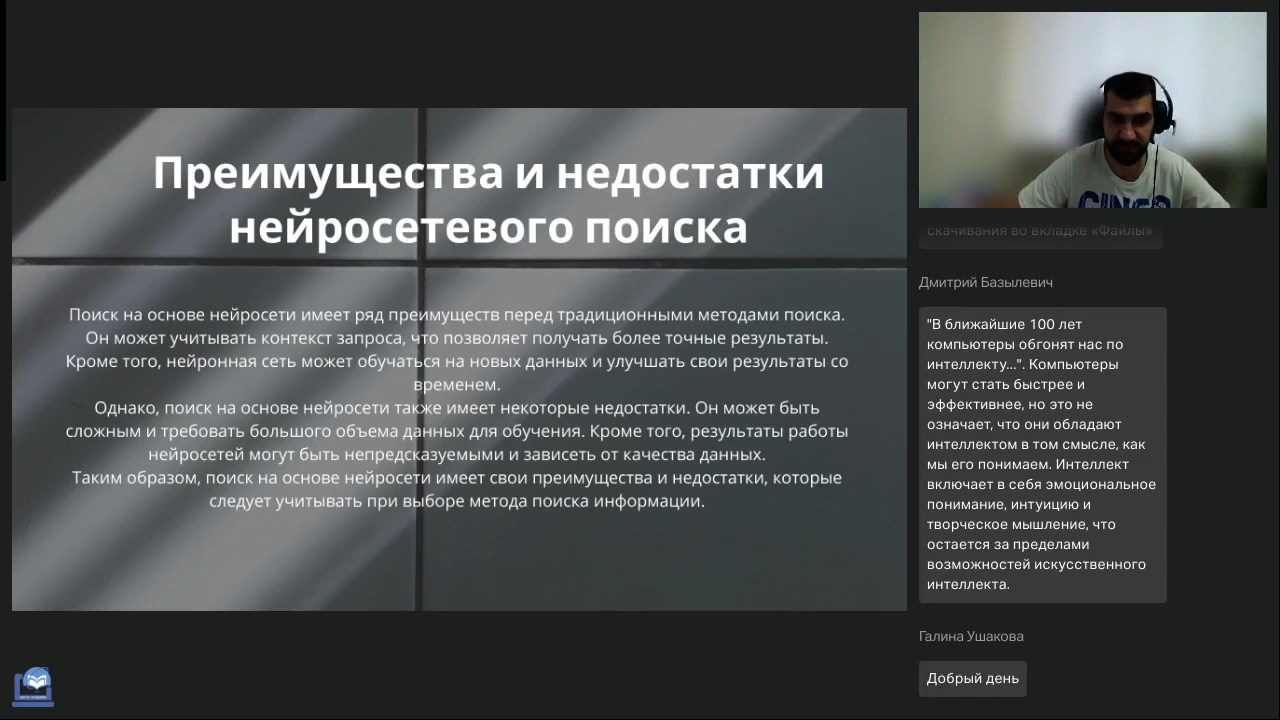 Преимущества и недостатки
нейросетевого поиска
Поиск на основе нейросети имеет ряд преимуществ перед традиционными методами поиска.
Он может учитывать контекст запроса, что позволяет получать более точные результаты.
Кроме того, нейронная сеть может обучаться на новых данных и улучшать свои результаты со
временем.
Однако, поиск на основе нейросети также имеет некоторые недостатки. Он может быть
сложным и требовать большого объема данных для обучения. Кроме того, результаты работы
нейросетей могут быть непредсказуемыми и зависеть от качества данных.
Таким образом, поиск на основе нейросети имеет свои преимущества и недостатки, которые
следует учитывать при выборе метода поиска информации.
скачивания во вкладке «Файлы»
Дмитрий Базылевич
"В ближайшие 100 лет
компьютеры обгонят нас по
интеллекту...". Компьютеры
могут стать быстрее и
эффективнее, но это не
означает, что они обладают
интеллектом в том смысле, как
мы его понимаем. Интеллект
включает в себя эмоциональное
понимание, интуицию и
творческое мышление, что
остается за пределами
возможностей искусственного
интеллекта.
Галина Ушакова
Добрый день